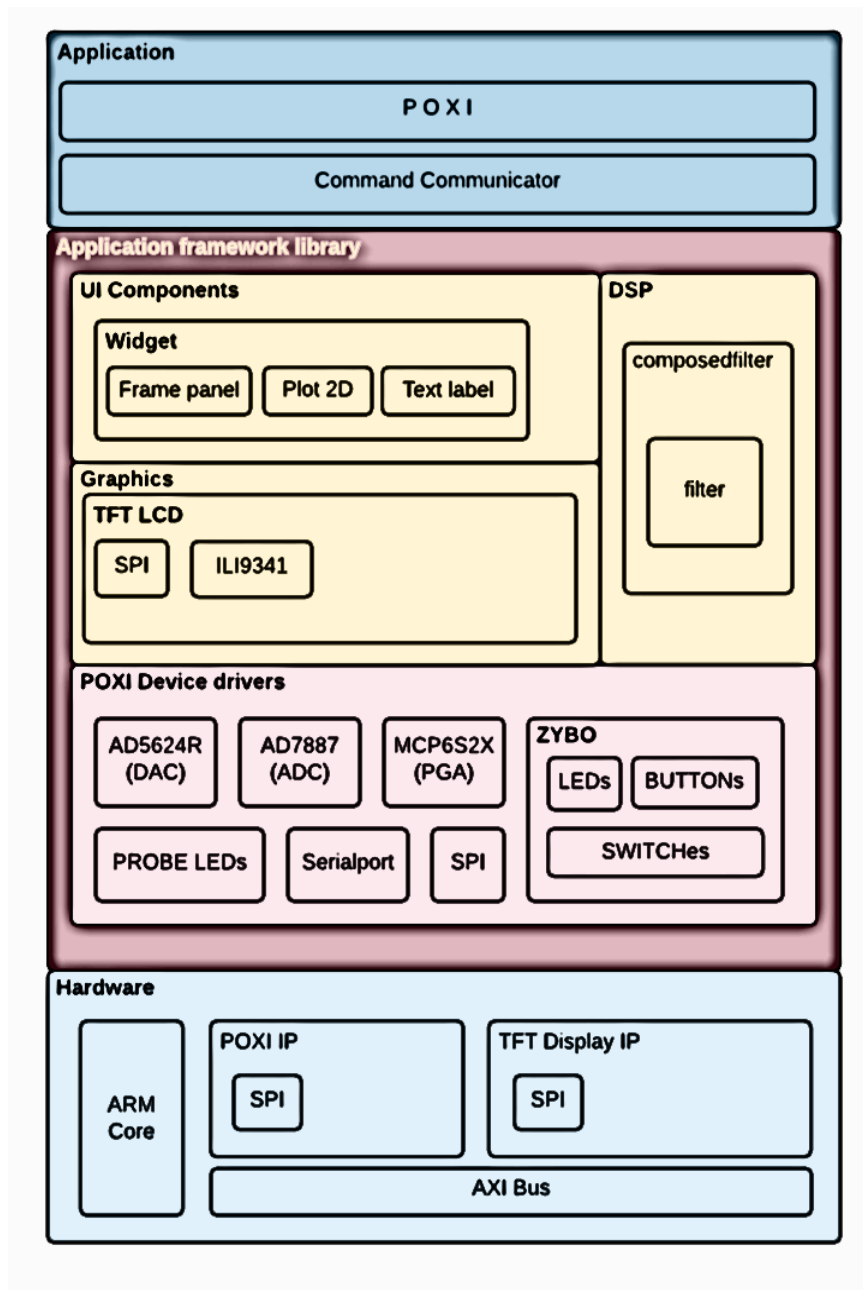 Application
P O X I
Command Communicator
Application framework library
UI Components
Widget
Frame panel
Plot 2D
Text label
DSP
composedfilter
filter
Graphics
TFT LCD
SPI
ILI9341
POXI Device drivers
AD5624R
(DAC)
AD7887
(ADC)
MCP6S2X
(PGA)
ZYBO
LEDs
BUTTONs
SWITCHes
PROBE LEDs
Serialport
SPI
Hardware
ARM
Core
POXI IP
SPI
TFT Display IP
SPI
AXI Bus